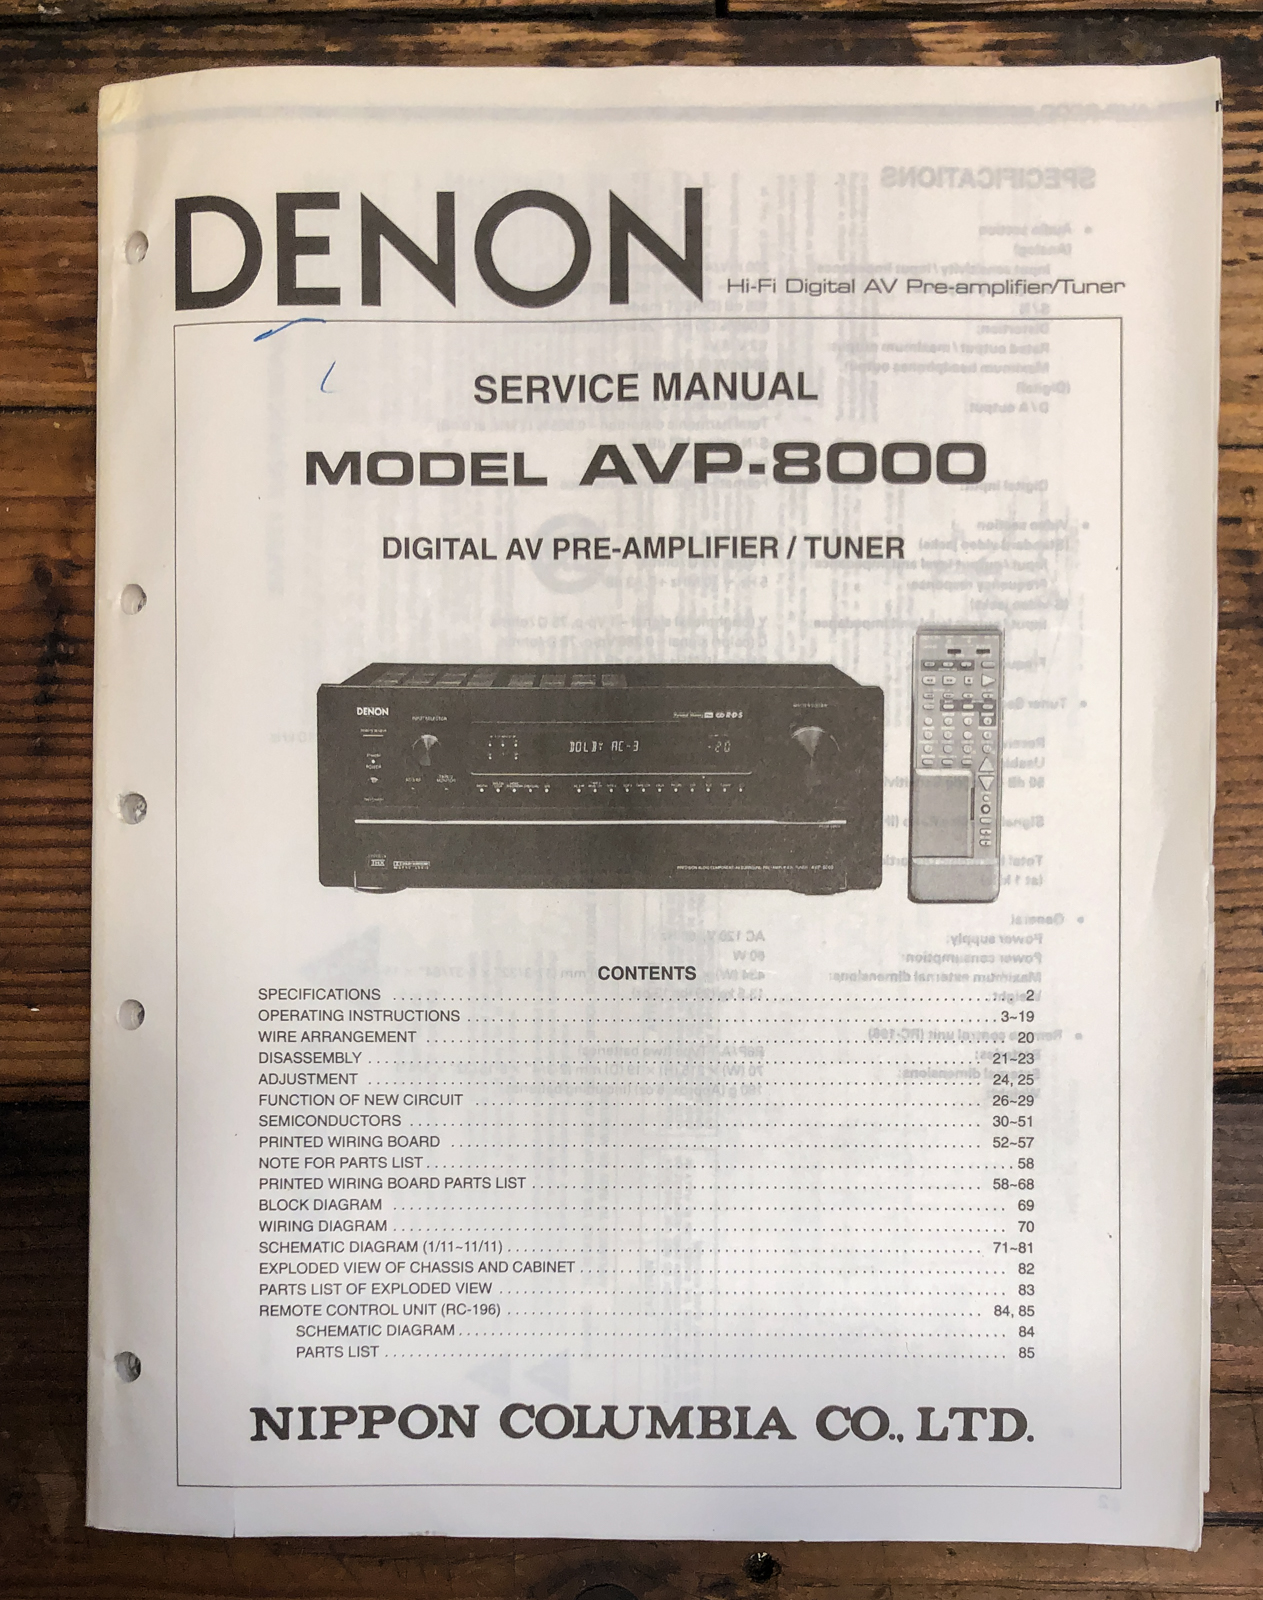 DENON
Hi-Fi Digital AV Pre-amplifier/Tuner
SERVICE MANUAL
MODEL AVP-8000
DIGITAL AV PRE-AMPLIFIER / TUNER
DENON
DOLBY AC-3
-20
CONTENTS
SPECIFICATIONS 2
OPERATING INSTRUCTIONS 3~19
WIRE ARRANGEMENT 20
DISASSEMBLY 21~23
ADJUSTMENT 24, 25
FUNCTION OF NEW CIRCUIT 26~29
SEMICONDUCTORS 30~51
PRINTED WIRING BOARD 52~57
NOTE FOR PARTS LIST 58
PRINTED WIRING BOARD PARTS LIST 58~68
BLOCK DIAGRAM 69
WIRING DIAGRAM 70
SCHEMATIC DIAGRAM (1/11~11/11) 71~81
EXPLODED VIEW OF CHASSIS AND CABINET 82
PARTS LIST OF EXPLODED VIEW 83
REMOTE CONTROL UNIT (RC-196) 84, 85
SCHEMATIC DIAGRAM 84
PARTS LIST 85
NIPPON COLUMBIA CO., LTD.